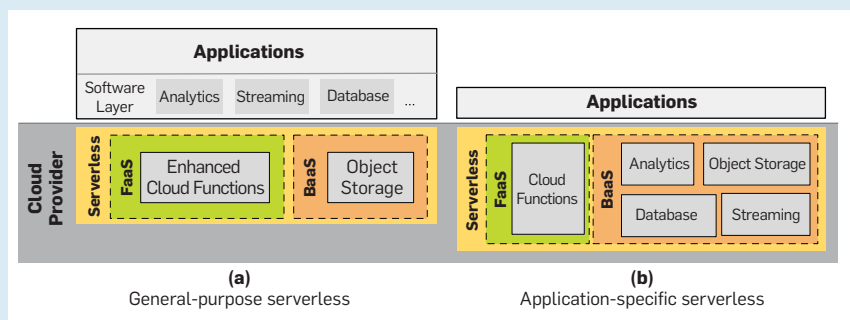 Applications
Software
Layer
Analytics
Streaming
Database
...
Cloud
Provider
Serverless
FaaS
Enhanced
Cloud Functions
BaaS
Object
Storage
(a)
General-purpose serverless
Applications
Serverless
FaaS
Cloud
Functions
BaaS
Analytics
Object Storage
Database
Streaming
(b)
Application-specific serverless